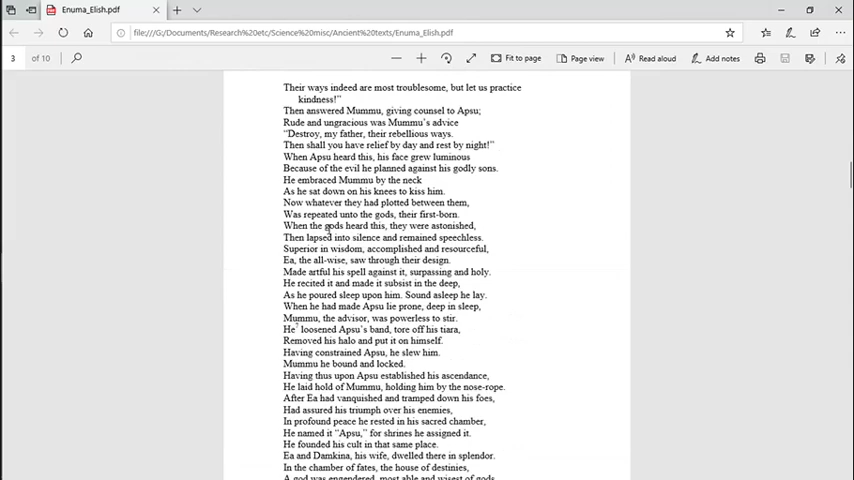 Enuma_Elish.pdf
file:///G:/Documents/Research%20etc/Science%20misc/Ancient%20texts/Enuma_Elish.pdf
3 of 10
Fit to page
Page view
Read aloud
Add notes
Their ways indeed are most troublesome, but let us practice
kindness!”
Then answered Mummu, giving counsel to Apsu;
Rude and ungracious was Mummu’s advice
“Destroy, my father, their rebellious ways.
Then shall you have relief by day and rest by night!”
When Apsu heard this, his face grew luminous
Because of the evil he planned against his godly sons.
He embraced Mummu by the neck
As he sat down on his knees to kiss him.
Now whatever they had plotted between them,
Was repeated unto the gods, their first-born.
When the gods heard this, they were astonished,
Then lapsed into silence and remained speechless.
Superior in wisdom, accomplished and resourceful,
Ea, the all-wise, saw through their design.
Made artful his spell against it, surpassing and holy.
He recited it and made it subsist in the deep,
As he poured sleep upon him. Sound asleep he lay.
When he had made Apsu lie prone, deep in sleep,
Mummu, the advisor, was powerless to stir.
He⁷ loosened Apsu’s band, tore off his tiara,
Removed his halo and put it on himself.
Having constrained Apsu, he slew him.
Mummu he bound and locked.
Having thus upon Apsu established his ascendance,
He laid hold of Mummu, holding him by the nose-rope.
After Ea had vanquished and tramped down his foes,
Had assured his triumph over his enemies,
In profound peace he rested in his sacred chamber,
He named it “Apsu,” for shrines he assigned it.
He founded his cult in that same place.
Ea and Damkina, his wife, dwelled there in splendor.
In the chamber of fates, the house of destinies,
A god was engendered, most able and wisest of gods